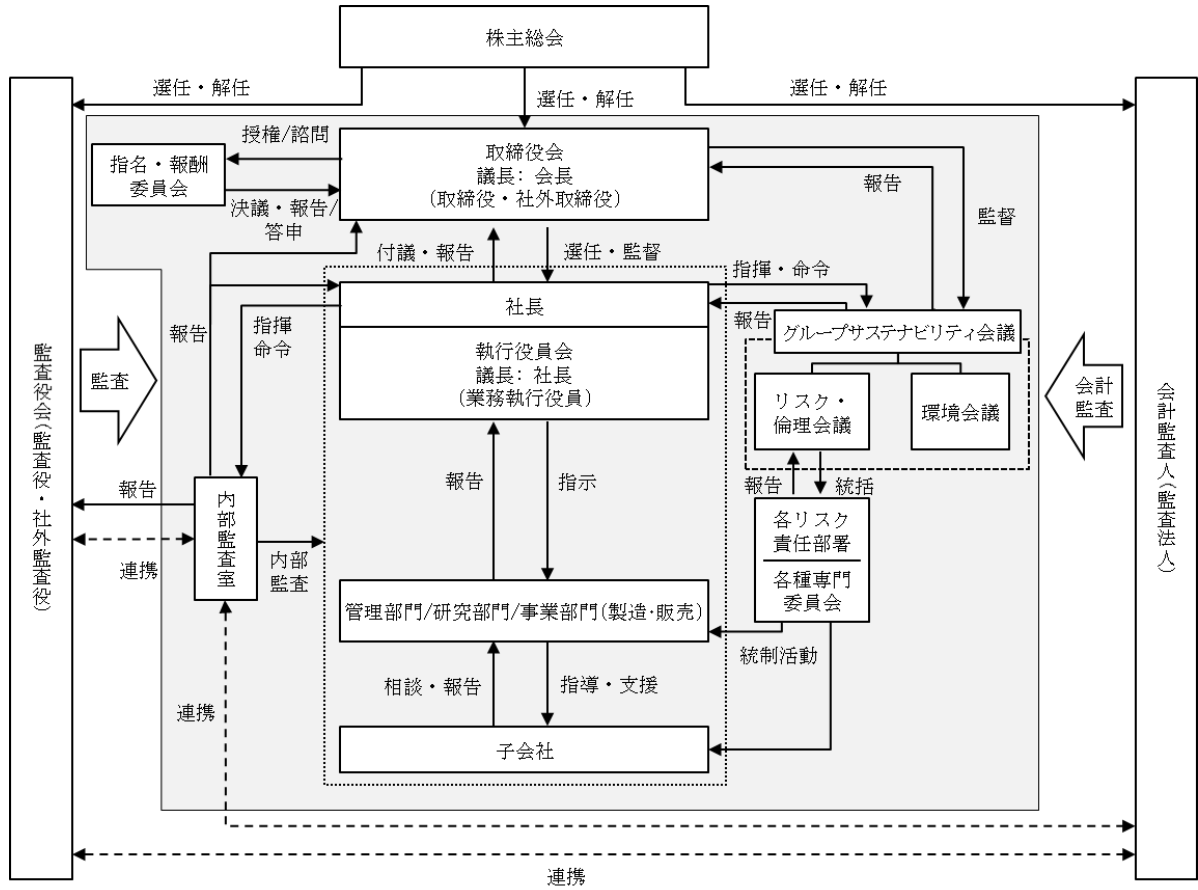 株主総会
選任・解任
選任・解任
選任・解任
授権/諮問
指名・報酬
委員会
決議・報告/
答申
取締役会
議長: 会長
(取締役・社外取締役)
報告
監督
付議・報告
選任・監督
指揮・命令
社長
報告
グループサステナビリティ会議
報告
指揮
命令
執行役員会
議長: 社長
(業務執行役員)
リスク・
倫理会議
環境会議
監査
会計
監査
監査役会(監査役・社外監査役)
会計監査人(監査法人)
報告
連携
内部監査室
内部
監査
報告
指示
報告
統括
各リスク
責任部署
各種専門
委員会
管理部門/研究部門/事業部門(製造・販売)
統制活動
相談・報告
指導・支援
連携
子会社
連携